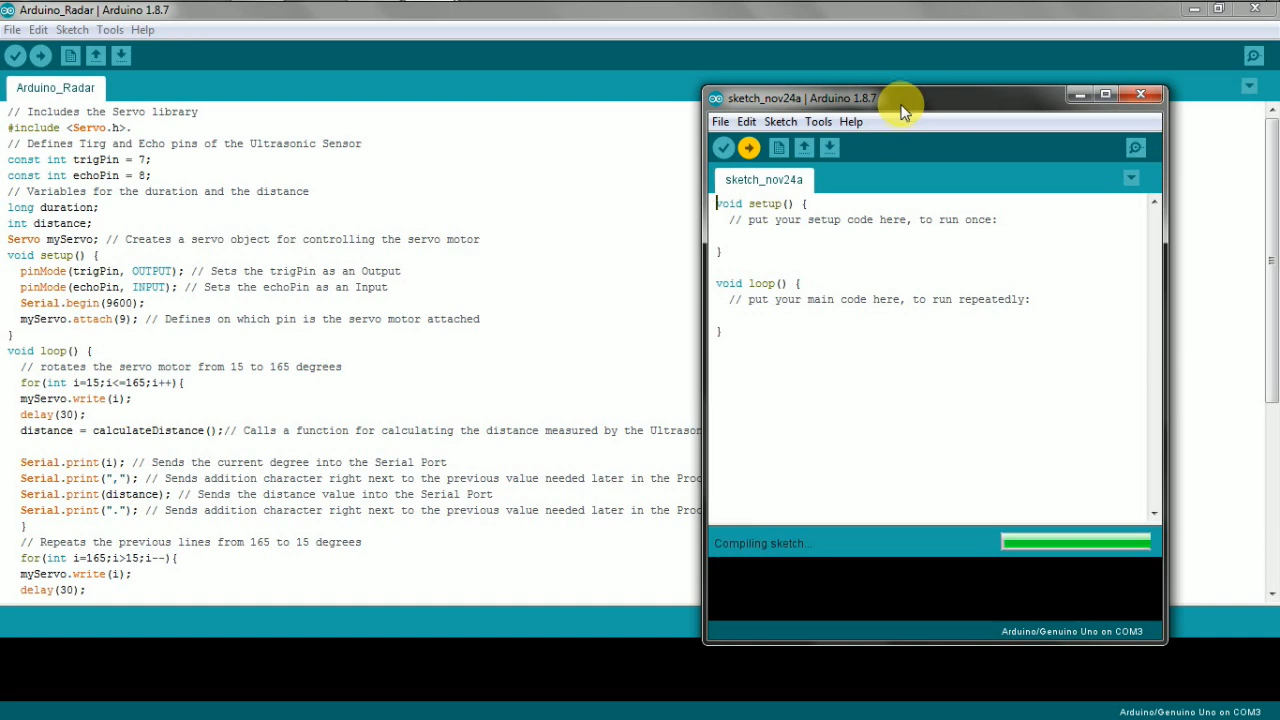 Arduino_Radar | Arduino 1.8.7
File Edit Sketch Tools Help
Arduino_Radar
// Includes the Servo library
#include <Servo.h>.
// Defines Tirg and Echo pins of the Ultrasonic Sensor
const int trigPin = 7;
const int echoPin = 8;
// Variables for the duration and the distance
long duration;
int distance;
Servo myServo; // Creates a servo object for controlling the servo motor
void setup() {
pinMode(trigPin, OUTPUT); // Sets the trigPin as an Output
pinMode(echoPin, INPUT); // Sets the echoPin as an Input
Serial.begin(9600);
myServo.attach(9); // Defines on which pin is the servo motor attached
}
void loop() {
// rotates the servo motor from 15 to 165 degrees
for(int i=15;i<=165;i++){
myServo.write(i);
delay(30);
distance = calculateDistance();// Calls a function for calculating the distance measured by the Ultrason
Serial.print(i); // Sends the current degree into the Serial Port
Serial.print(","); // Sends addition character right next to the previous value needed later in the Proc
Serial.print(distance); // Sends the distance value into the Serial Port
Serial.print("."); // Sends addition character right next to the previous value needed later in the Proc
}
// Repeats the previous lines from 165 to 15 degrees
for(int i=165;i>15;i--){
myServo.write(i);
delay(30);
Arduino/Genuino Uno on COM3
sketch_nov24a | Arduino 1.8.7
File Edit Sketch Tools Help
sketch_nov24a
void setup() {
// put your setup code here, to run once:
}
void loop() {
// put your main code here, to run repeatedly:
}
Compiling sketch...
Arduino/Genuino Uno on COM3